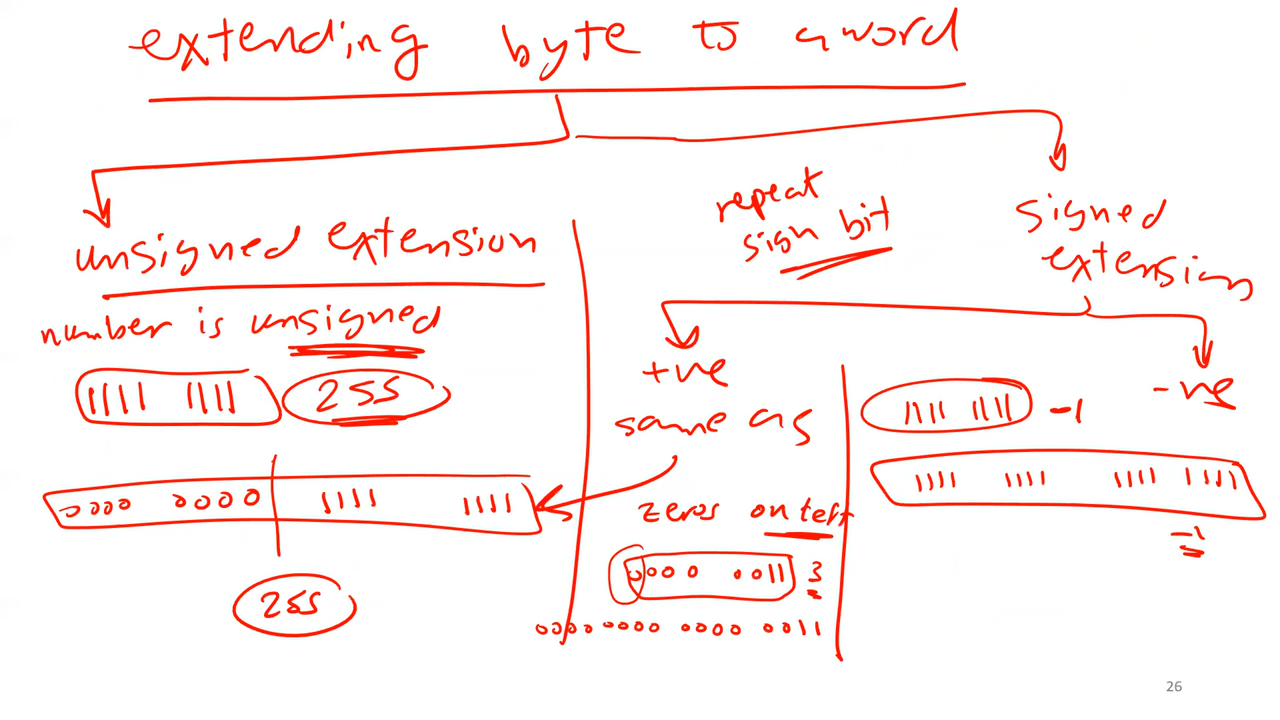 extending byte to a word
unsigned extension
number is unsigned
1111 1111 255
0000 0000 1111 1111
255
repeat
sign bit
signed
extension
+ve
same as
zeros on left
0000 0011 3
0000 0000 0000 0011
-ve
1111 1111 -1
1111 1111 1111 1111
-1
26